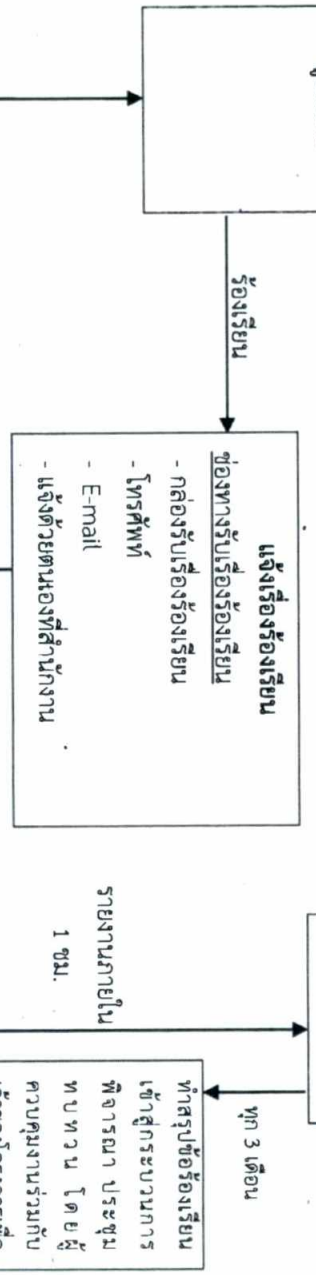 ร้องเรียน
แจ้งเรื่องร้องเรียน
ช่องทางรับเรื่องร้องเรียน
- กล่องรับเรื่องร้องเรียน
- โทรศัพท์
- E-mail
- แจ้งด้วยตนเองที่สำนักงาน
รายงานภายใน
1 ชม.
ทุก 3 เดือน
ทำสรุปข้อร้องเรียน
เข้าสู่กระบวนการ
พิจารณา ประชุม
ทบทวน โดยผู้
ควบคุมงานร่วมกับ